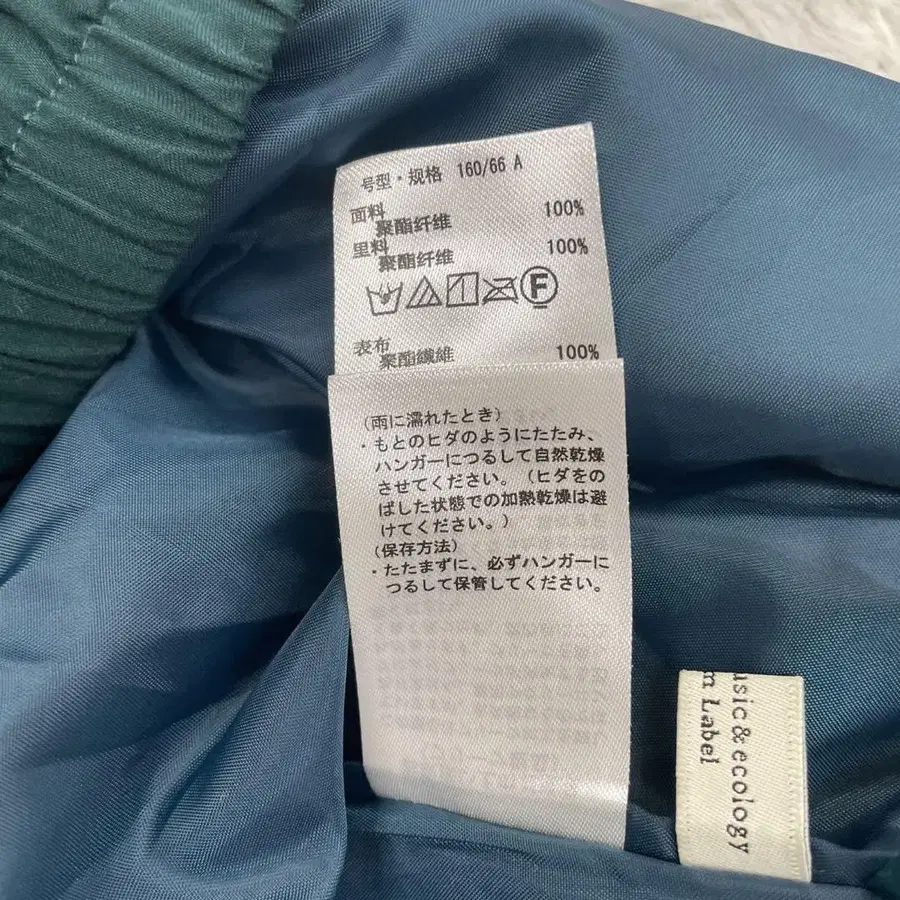 号型・规格 160/66 A
面料
聚酯纤维 100%
里料
聚酯纤维 100%
F
表布
聚酯繊維 100%
(雨に濡れたとき)
・もとのヒダのようにたたみ、
ハンガーにつるして自然乾燥
させてください。(ヒダをの
ばした状態での加熱乾燥は避
けてください。)
(保存方法)
・たたまずに、必ずハンガーに
つるして保管してください。
usic&ecology
m Label